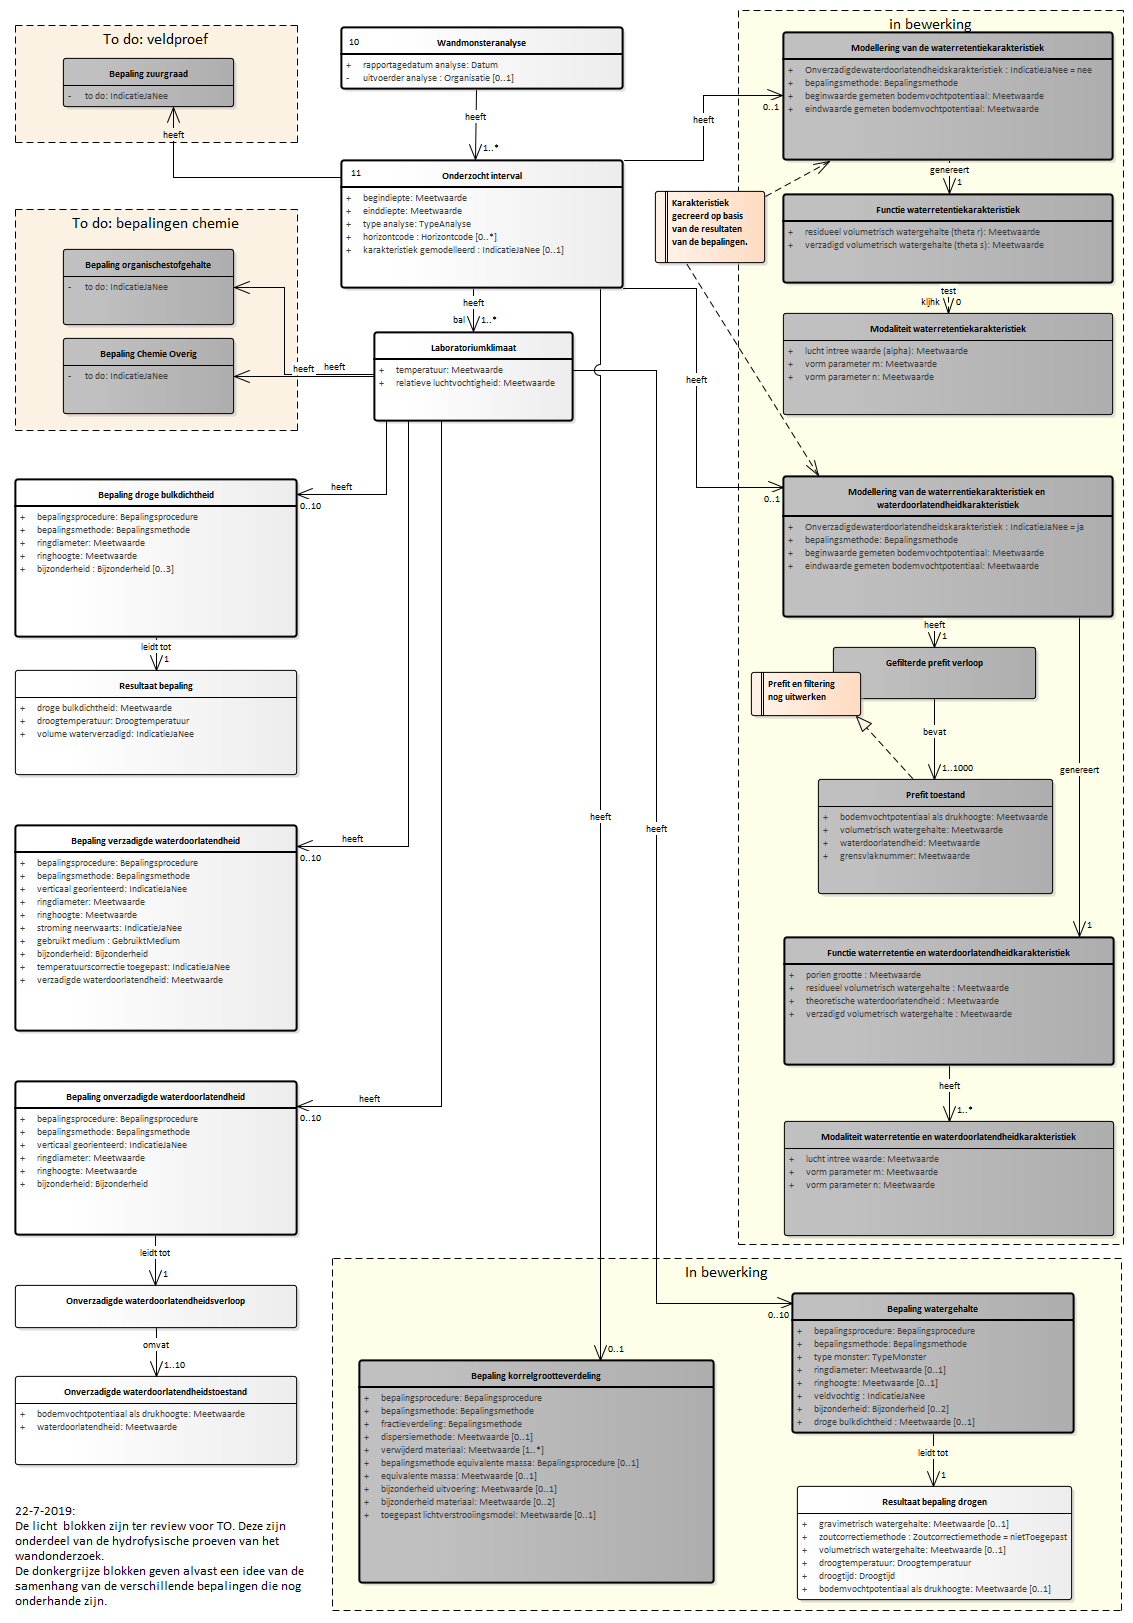 To do: veldproef
Bepaling zuurgraad
- to do: IndicatieJaNee
heeft
10
Wandmonsteranalyse
+ rapportagedatum analyse: Datum
- uitvoerder analyse : Organisatie [0..1]
heeft
1..*
11
Onderzocht interval
+ begindiepte: Meetwaarde
+ einddiepte: Meetwaarde
+ type analyse: TypeAnalyse
+ horizontcode : Horizontcode [0..*]
+ karakteristiek gemodelleerd : IndicatieJaNee [0..1]
To do: bepalingen chemie
Bepaling organischestofgehalte
- to do: IndicatieJaNee
Bepaling Chemie Overig
- to do: IndicatieJaNee
heeft
heeft
heeft
bal
1..*
Laboratoriumklimaat
+ temperatuur: Meetwaarde
+ relatieve luchtvochtigheid: Meetwaarde
in bewerking
Modellering van de waterretentiekarakteristiek
+ Onverzadigdewaterdoorlatendheidskarakteristiek : IndicatieJaNee = nee
+ bepalingsmethode: Bepalingsmethode
+ beginwaarde gemeten bodemvochtpotentiaal: Meetwaarde
+ eindwaarde gemeten bodemvochtpotentiaal: Meetwaarde
heeft
0..1
genereert
1
Karakteristiek
gecreerd op basis
van de resultaten
van de bepalingen.
Functie waterretentiekarakteristiek
+ residueel volumetrisch watergehalte (theta r): Meetwaarde
+ verzadigd volumetrisch watergehalte (theta s): Meetwaarde
test
kljhk
0
Modaliteit waterretentiekarakteristiek
+ lucht intree waarde (alpha): Meetwaarde
+ vorm parameter m: Meetwaarde
+ vorm parameter n: Meetwaarde
heeft
0..1
Modellering van de waterrentiekarakteristiek en
waterdoorlatendheidkarakteristiek
+ Onverzadigdewaterdoorlatendheidskarakteristiek : IndicatieJaNee = ja
+ bepalingsmethode: Bepalingsmethode
+ beginwaarde gemeten bodemvochtpotentiaal: Meetwaarde
+ eindwaarde gemeten bodemvochtpotentiaal: Meetwaarde
heeft
1
Gefilterde prefit verloop
Prefit en filtering
nog uitwerken
bevat
1..1000
genereert
1
Prefit toestand
+ bodemvochtpotentiaal als drukhoogte: Meetwaarde
+ volumetrisch watergehalte: Meetwaarde
+ waterdoorlatendheid: Meetwaarde
+ grensvlaknummer: Meetwaarde
Functie waterretentie en waterdoorlatendheidkarakteristiek
+ porien grootte : Meetwaarde
+ residueel volumetrisch watergehalte : Meetwaarde
+ theoretische waterdoorlatendheid : Meetwaarde
+ verzadigd volumetrisch watergehalte : Meetwaarde
heeft
1..*
Modaliteit waterretentie en waterdoorlatendheidkarakteristiek
+ lucht intree waarde: Meetwaarde
+ vorm parameter m: Meetwaarde
+ vorm parameter n: Meetwaarde
heeft
0..10
Bepaling droge bulkdichtheid
+ bepalingsprocedure: Bepalingsprocedure
+ bepalingsmethode: Bepalingsmethode
+ ringdiameter: Meetwaarde
+ ringhoogte: Meetwaarde
+ bijzonderheid : Bijzonderheid [0..3]
leidt tot
1
Resultaat bepaling
+ droge bulkdichtheid: Meetwaarde
+ droogtemperatuur: Droogtemperatuur
+ volume waterverzadigd: IndicatieJaNee
heeft
0..10
Bepaling verzadigde waterdoorlatendheid
+ bepalingsprocedure: Bepalingsprocedure
+ bepalingsmethode: Bepalingsmethode
+ verticaal georienteerd: IndicatieJaNee
+ ringdiameter: Meetwaarde
+ ringhoogte: Meetwaarde
+ stroming neerwaarts: IndicatieJaNee
+ gebruikt medium : GebruiktMedium
+ bijzonderheid: Bijzonderheid
+ temperatuurscorrectie toegepast: IndicatieJaNee
+ verzadigde waterdoorlatendheid: Meetwaarde
heeft
0..10
Bepaling onverzadigde waterdoorlatendheid
+ bepalingsprocedure: Bepalingsprocedure
+ bepalingsmethode: Bepalingsmethode
+ verticaal georienteerd: IndicatieJaNee
+ ringdiameter: Meetwaarde
+ ringhoogte: Meetwaarde
+ bijzonderheid: Bijzonderheid
leidt tot
1
Onverzadigde waterdoorlatendheidsverloop
omvat
1..10
Onverzadigde waterdoorlatendheidstoestand
+ bodemvochtpotentiaal als drukhoogte: Meetwaarde
+ waterdoorlatendheid: Meetwaarde
heeft
heeft
In bewerking
0..1
Bepaling korrelgrootteverdeling
+ bepalingsprocedure: Bepalingsprocedure
+ bepalingsmethode: Bepalingsmethode
+ fractieverdeling: Bepalingsmethode
+ dispersiemethode: Meetwaarde [0..1]
+ verwijderd materiaal: Meetwaarde [1..*]
+ bepalingsmethode equivalente massa: Bepalingsprocedure [0..1]
+ equivalente massa: Meetwaarde [0..1]
+ bijzonderheid uitvoering: Meetwaarde [0..1]
+ bijzonderheid materiaal: Meetwaarde [0..2]
+ toegepast lichtverstrooiingsmodel: Meetwaarde [0..1]
0..10
Bepaling watergehalte
+ bepalingsprocedure: Bepalingsprocedure
+ bepalingsmethode: Bepalingsmethode
+ type monster: TypeMonster
+ ringdiameter: Meetwaarde [0..1]
+ ringhoogte: Meetwaarde [0..1]
+ veldvochtig : IndicatieJaNee
+ bijzonderheid: Bijzonderheid [0..2]
+ droge bulkdichtheid : Meetwaarde [0..1]
leidt tot
1
Resultaat bepaling drogen
+ gravimetrisch watergehalte: Meetwaarde [0..1]
+ zoutcorrectiemethode : Zoutcorrectiemethode = nietToegepast
+ volumetrisch watergehalte: Meetwaarde [0..1]
+ droogtemperatuur: Droogtemperatuur
+ droogtijd: Droogtijd
+ bodemvochtpotentiaal als drukhoogte: Meetwaarde [0..1]
22-7-2019:
De licht blokken zijn ter review voor TO. Deze zijn
onderdeel van de hydrofysische proeven van het
wandonderzoek.
De donkergrijze blokken geven alvast een idee van de
samenhang van de verschillende bepalingen die nog
onderhande zijn.